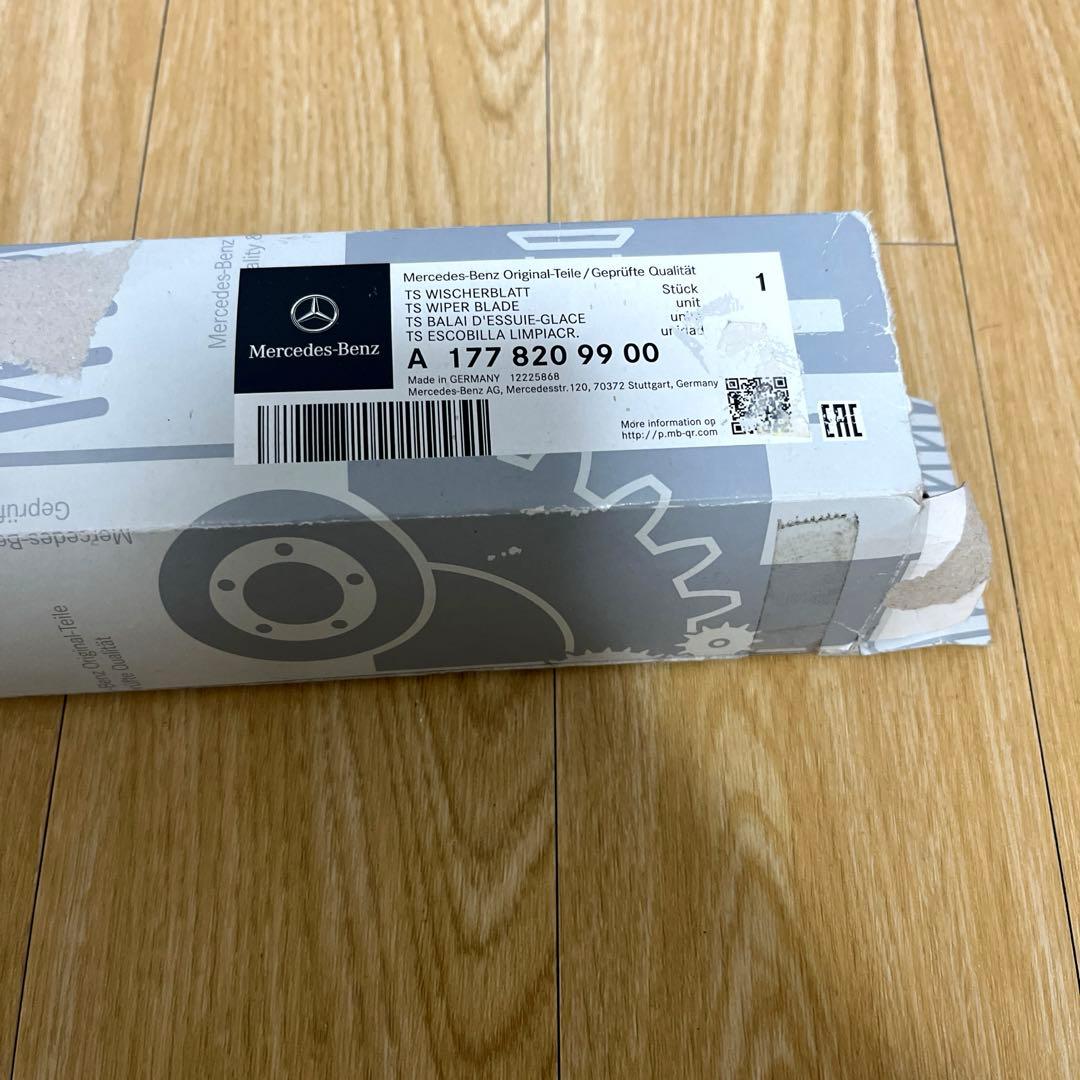 Mercedes-Benz
Mercedes-Benz Original-Teile/Geprüfte Qualität
TS WISCHERBLATT
Stück
1
TS WIPER BLADE
unit
TS BALAI D'ESSUIE-GLACE
TS ESCOBILLA LIMPIACR.
A 177 820 99 00
Made in GERMANY 12225868
Mercedes-Benz AG, Mercedesstr.120, 70372 Stuttgart, Germany
More information on
http://p.mb-qr.com
EAC
Mercedes-Benz
Original-Teile
Qualität